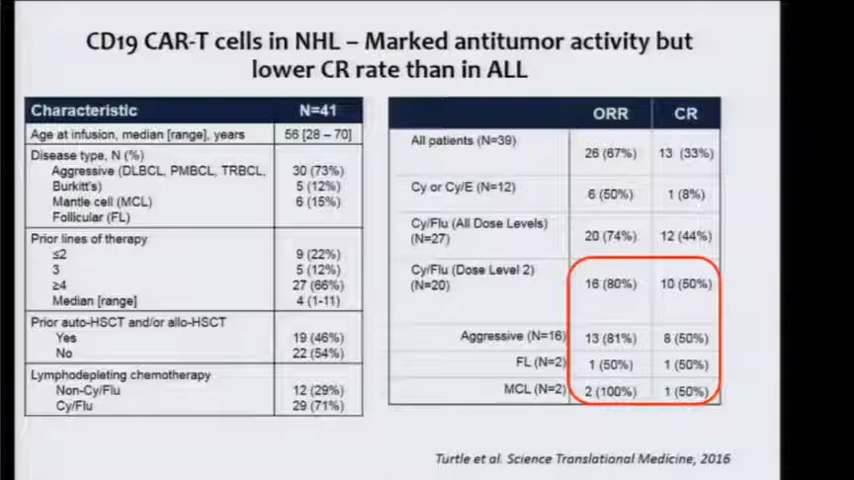 CD19 CAR-T cells in NHL – Marked antitumor activity but
lower CR rate than in ALL
Characteristic N=41
Age at infusion, median [range], years 56 [28 – 70]
Disease type, N (%)
Aggressive (DLBCL, PMBCL, TRBCL, 30 (73%)
Burkitt's) 5 (12%)
Mantle cell (MCL) 6 (15%)
Follicular (FL)
Prior lines of therapy
≤2 9 (22%)
3 5 (12%)
≥4 27 (66%)
Median [range] 4 (1-11)
Prior auto-HSCT and/or allo-HSCT
Yes 19 (46%)
No 22 (54%)
Lymphodepleting chemotherapy
Non-Cy/Flu 12 (29%)
Cy/Flu 29 (71%)
ORR CR
All patients (N=39) 26 (67%) 13 (33%)
Cy or Cy/E (N=12) 6 (50%) 1 (8%)
Cy/Flu (All Dose Levels)
(N=27) 20 (74%) 12 (44%)
Cy/Flu (Dose Level 2)
(N=20) 16 (80%) 10 (50%)
Aggressive (N=16) 13 (81%) 8 (50%)
FL (N=2) 1 (50%) 1 (50%)
MCL (N=2) 2 (100%) 1 (50%)
Turtle et al. Science Translational Medicine, 2016